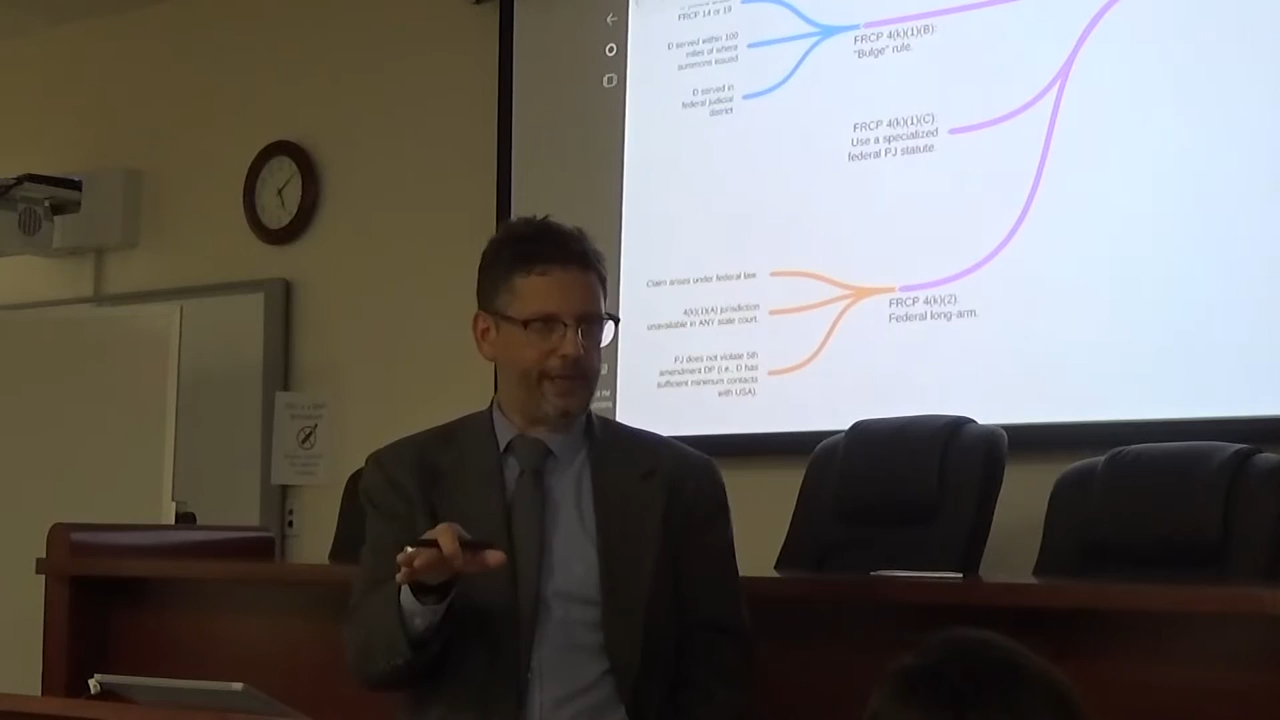 FRCP 14 or 19
D served within 100
miles of where
summons issued
D served in
federal judicial
district
FRCP 4(k)(1)(B):
"Bulge" rule.
FRCP 4(k)(1)(C):
Use a specialized
federal PJ statute.
Claim arises under federal law
4(k)(1)(A) jurisdiction
unavailable in ANY state court.
PJ does not violate 5th
amendment DP (i.e., D has
sufficient minimum contacts
with USA).
FRCP 4(k)(2).
Federal long-arm.